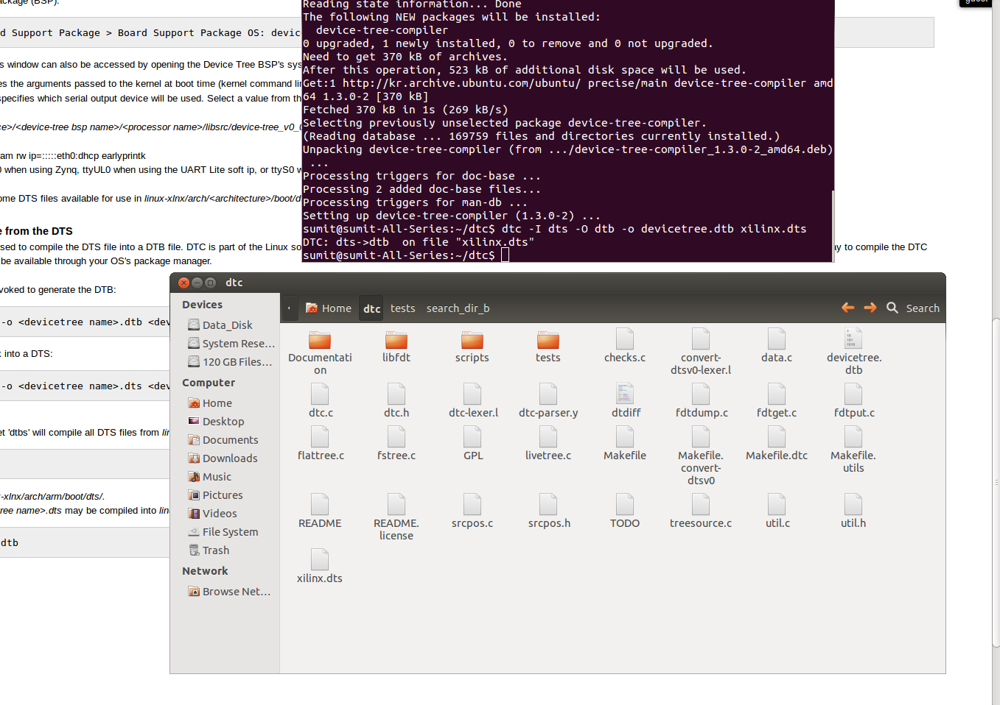 ackage (BSP):
d Support Package > Board Support Package OS: devic
s window can also be accessed by opening the Device Tree BSP's sys
es the arguments passed to the kernel at boot time (kernel command lin
specifies which serial output device will be used. Select a value from th
ce>/<device-tree bsp name>/<processor name>/libsrc/device-tree_v0_0
am rw ip=:::::eth0:dhcp earlyprintk
0 when using Zynq, ttyUL0 when using the UART Lite soft ip, or ttyS0 w
ome DTS files available for use in linux-xlnx/arch/<architecture>/boot/d
e from the DTS
sed to compile the DTS file into a DTB file. DTC is part of the Linux so
ay to compile the DTC
be available through your OS's package manager.
voked to generate the DTB:
-o <devicetree name>.dtb <dev
k into a DTS:
-o <devicetree name>.dts <dev
et 'dtbs' will compile all DTS files from lin
x-xlnx/arch/arm/boot/dts/.
tree name>.dts may be compiled into linu
dtb
guest
Reading state information... Done
The following NEW packages will be installed:
device-tree-compiler
0 upgraded, 1 newly installed, 0 to remove and 0 not upgraded.
Need to get 370 kB of archives.
After this operation, 523 kB of additional disk space will be used.
Get:1 http://kr.archive.ubuntu.com/ubuntu/ precise/main device-tree-compiler amd
64 1.3.0-2 [370 kB]
Fetched 370 kB in 1s (269 kB/s)
Selecting previously unselected package device-tree-compiler.
(Reading database ... 169759 files and directories currently installed.)
Unpacking device-tree-compiler (from .../device-tree-compiler_1.3.0-2_amd64.deb)
...
Processing triggers for doc-base ...
Processing 2 added doc-base files...
Processing triggers for man-db ...
Setting up device-tree-compiler (1.3.0-2) ...
sumit@sumit-All-Series:~/dtc$ dtc -I dts -O dtb -o devicetree.dtb xilinx.dts
DTC: dts->dtb  on file "xilinx.dts"
sumit@sumit-All-Series:~/dtc$
dtc
Devices
Data_Disk
System Rese...
120 GB Files...
Computer
Home
Desktop
Documents
Downloads
Music
Pictures
Videos
File System
Trash
Network
Browse Net...
Home dtc tests search_dir_b Search
Documentati
on
libfdt
scripts
tests
checks.c
convert-
dtsv0-lexer.l
data.c
devicetree.
dtb
dtc.c
dtc.h
dtc-lexer.l
dtc-parser.y
dtdiff
fdtdump.c
fdtget.c
fdtput.c
flattree.c
fstree.c
GPL
livetree.c
Makefile
Makefile.
convert-
dtsv0
Makefile.dtc
Makefile.
utils
README
README.
license
srcpos.c
srcpos.h
TODO
treesource.c
util.c
util.h
xilinx.dts